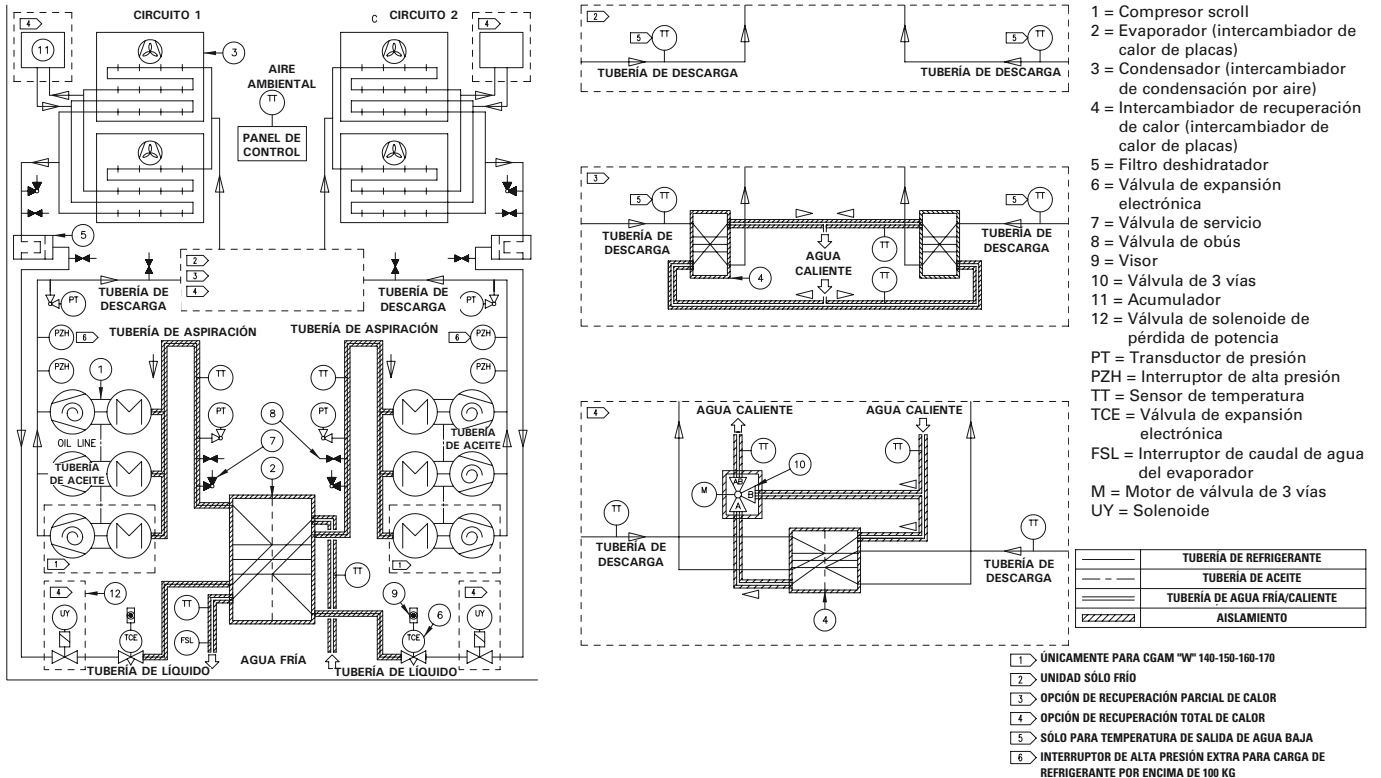 CIRCUITO 1
C CIRCUITO 2
4
4
11
3
AIRE
AMBIENTAL
TT
PANEL DE
CONTROL
5
2
3
4
TUBERÍA DE
DESCARGA
TUBERÍA DE
DESCARGA
PT
PT
TUBERÍA DE ASPIRACIÓN
TUBERÍA DE ASPIRACIÓN
PZH
6
6
PZH
PZH
PZH
1
TT
TT
PT
PT
8
7
2
M
M
OIL LINE
TUBERÍA
DE ACEITE
TUBERÍA
DE ACEITE
M
M
M
M
1
1
TT
4
12
TT
9
4
UY
UY
TCE
FSL
TCE
6
AGUA FRÍA
TUBERÍA DE LÍQUIDO
TUBERÍA DE LÍQUIDO
2
5
TT
5
TT
TUBERÍA DE DESCARGA
TUBERÍA DE DESCARGA
3
5
TT
5
TT
TUBERÍA DE
DESCARGA
TUBERÍA DE
DESCARGA
TT
AGUA
CALIENTE
4
TT
4
AGUA CALIENTE
AGUA CALIENTE
TT
TT
10
M
AB
B
A
TT
TT
TUBERÍA DE
DESCARGA
TUBERÍA DE
DESCARGA
4
1 = Compresor scroll
2 = Evaporador (intercambiador de
calor de placas)
3 = Condensador (intercambiador
de condensación por aire)
4 = Intercambiador de recuperación
de calor (intercambiador de
calor de placas)
5 = Filtro deshidratador
6 = Válvula de expansión
electrónica
7 = Válvula de servicio
8 = Válvula de obús
9 = Visor
10 = Válvula de 3 vías
11 = Acumulador
12 = Válvula de solenoide de
pérdida de potencia
PT = Transductor de presión
PZH = Interruptor de alta presión
TT = Sensor de temperatura
TCE = Válvula de expansión
electrónica
FSL = Interruptor de caudal de agua
del evaporador
M = Motor de válvula de 3 vías
UY = Solenoide
TUBERÍA DE REFRIGERANTE
TUBERÍA DE ACEITE
TUBERÍA DE AGUA FRÍA/CALIENTE
AISLAMIENTO
1 ÚNICAMENTE PARA CGAM "W" 140-150-160-170
2 UNIDAD SÓLO FRÍO
3 OPCIÓN DE RECUPERACIÓN PARCIAL DE CALOR
4 OPCIÓN DE RECUPERACIÓN TOTAL DE CALOR
5 SÓLO PARA TEMPERATURA DE SALIDA DE AGUA BAJA
6 INTERRUPTOR DE ALTA PRESIÓN EXTRA PARA CARGA DE
REFRIGERANTE POR ENCIMA DE 100 KG